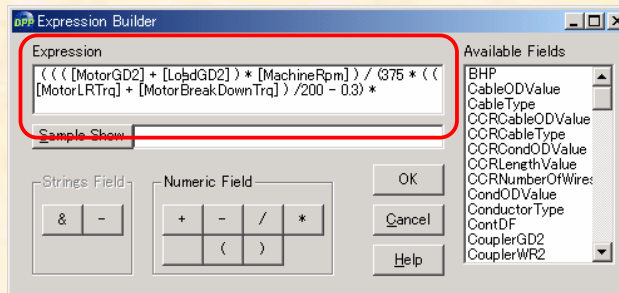 DPP Expression Builder
Expression
( ( ( [MotorGD2] + [LoadGD2] ) * [MachineRpm] ) / (375 * ( (
[MotorLRTrq] + [MotorBreakDownTrq] ) /200 - 0.3) *
Sample Show
Strings Field
& -
Numeric Field
+ - / *
( )
OK
Cancel
Help
Available Fields
BHP
CableODValue
CableType
CCRCableODValue
CCRCableType
CCRCondODValue
CCRLengthValue
CCRNumberOfWires
CondODValue
ConductorType
ContDF
CouplerGD2
CouplerWR2